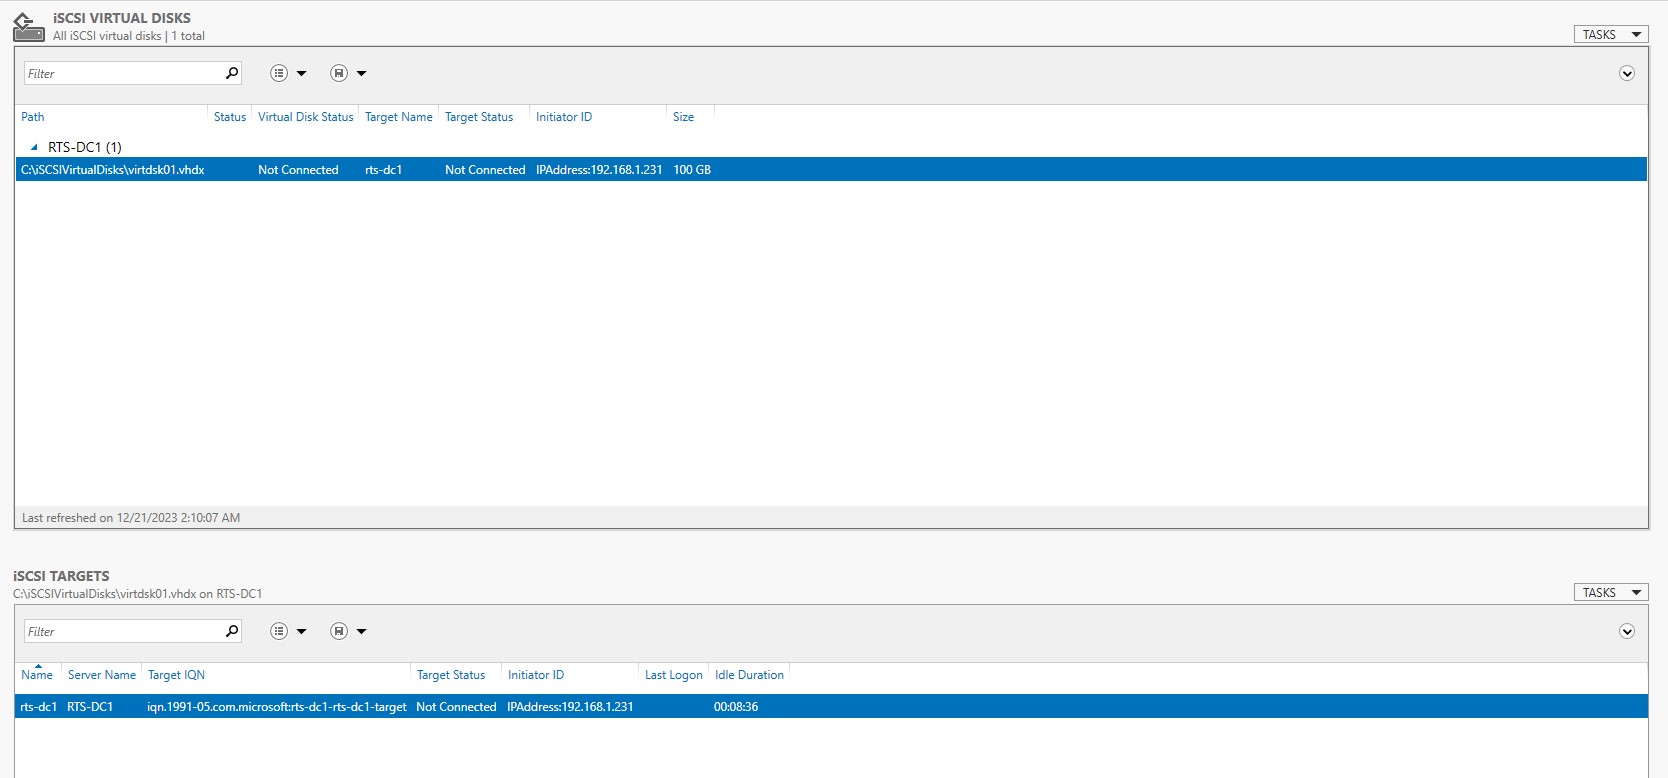 iSCSI VIRTUAL DISKS
All iSCSI virtual disks | 1 total
TASKS
Filter
Path Status Virtual Disk Status Target Name Target Status Initiator ID Size
RTS-DC1 (1)
C:\iSCSIVirtualDisks\virtdsk01.vhdx Not Connected rts-dc1 Not Connected IPAddress:192.168.1.231 100 GB
Last refreshed on 12/21/2023 2:10:07 AM
iSCSI TARGETS
C:\iSCSIVirtualDisks\virtdsk01.vhdx on RTS-DC1
TASKS
Filter
Name Server Name Target IQN Target Status Initiator ID Last Logon Idle Duration
rts-dc1 RTS-DC1 iqn.1991-05.com.microsoft:rts-dc1-rts-dc1-target Not Connected IPAddress:192.168.1.231 00:08:36